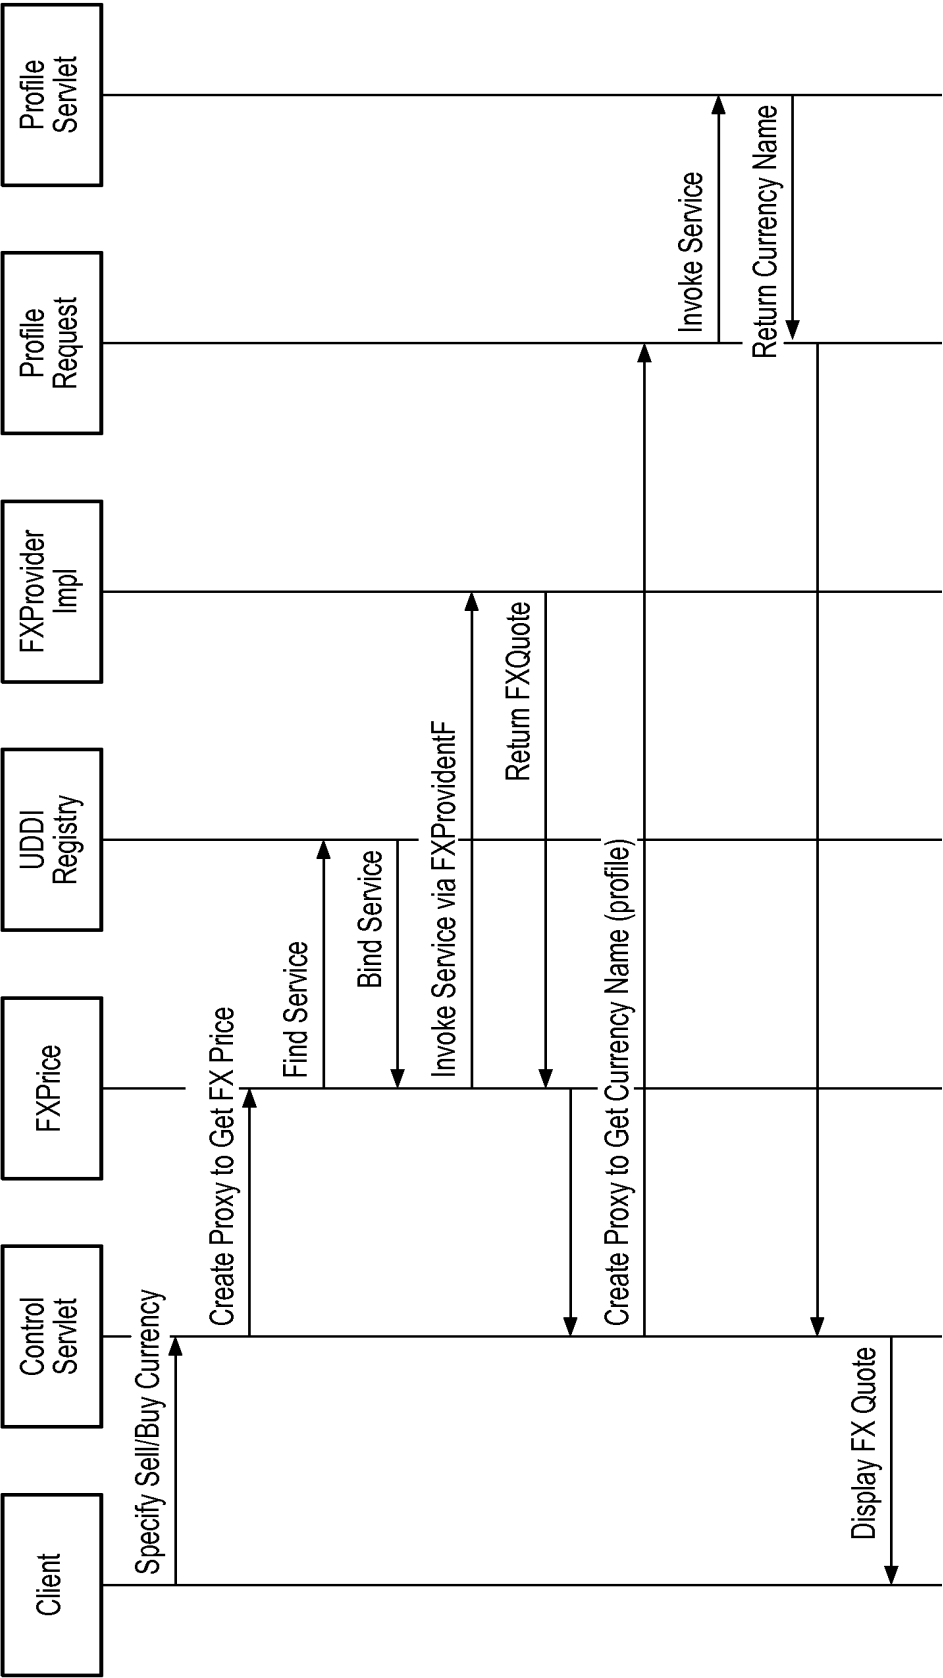 Client
Control
Servlet
FXPrice
UDDI
Registry
FXProvider
Impl
Profile
Request
Profile
Servlet
Specify Sell/Buy Currency
Create Proxy to Get FX Price
Find Service
Bind Service
Invoke Service via FXProvidentF
Return FXQuote
Create Proxy to Get Currency Name (profile)
Invoke Service
Return Currency Name
Display FX Quote